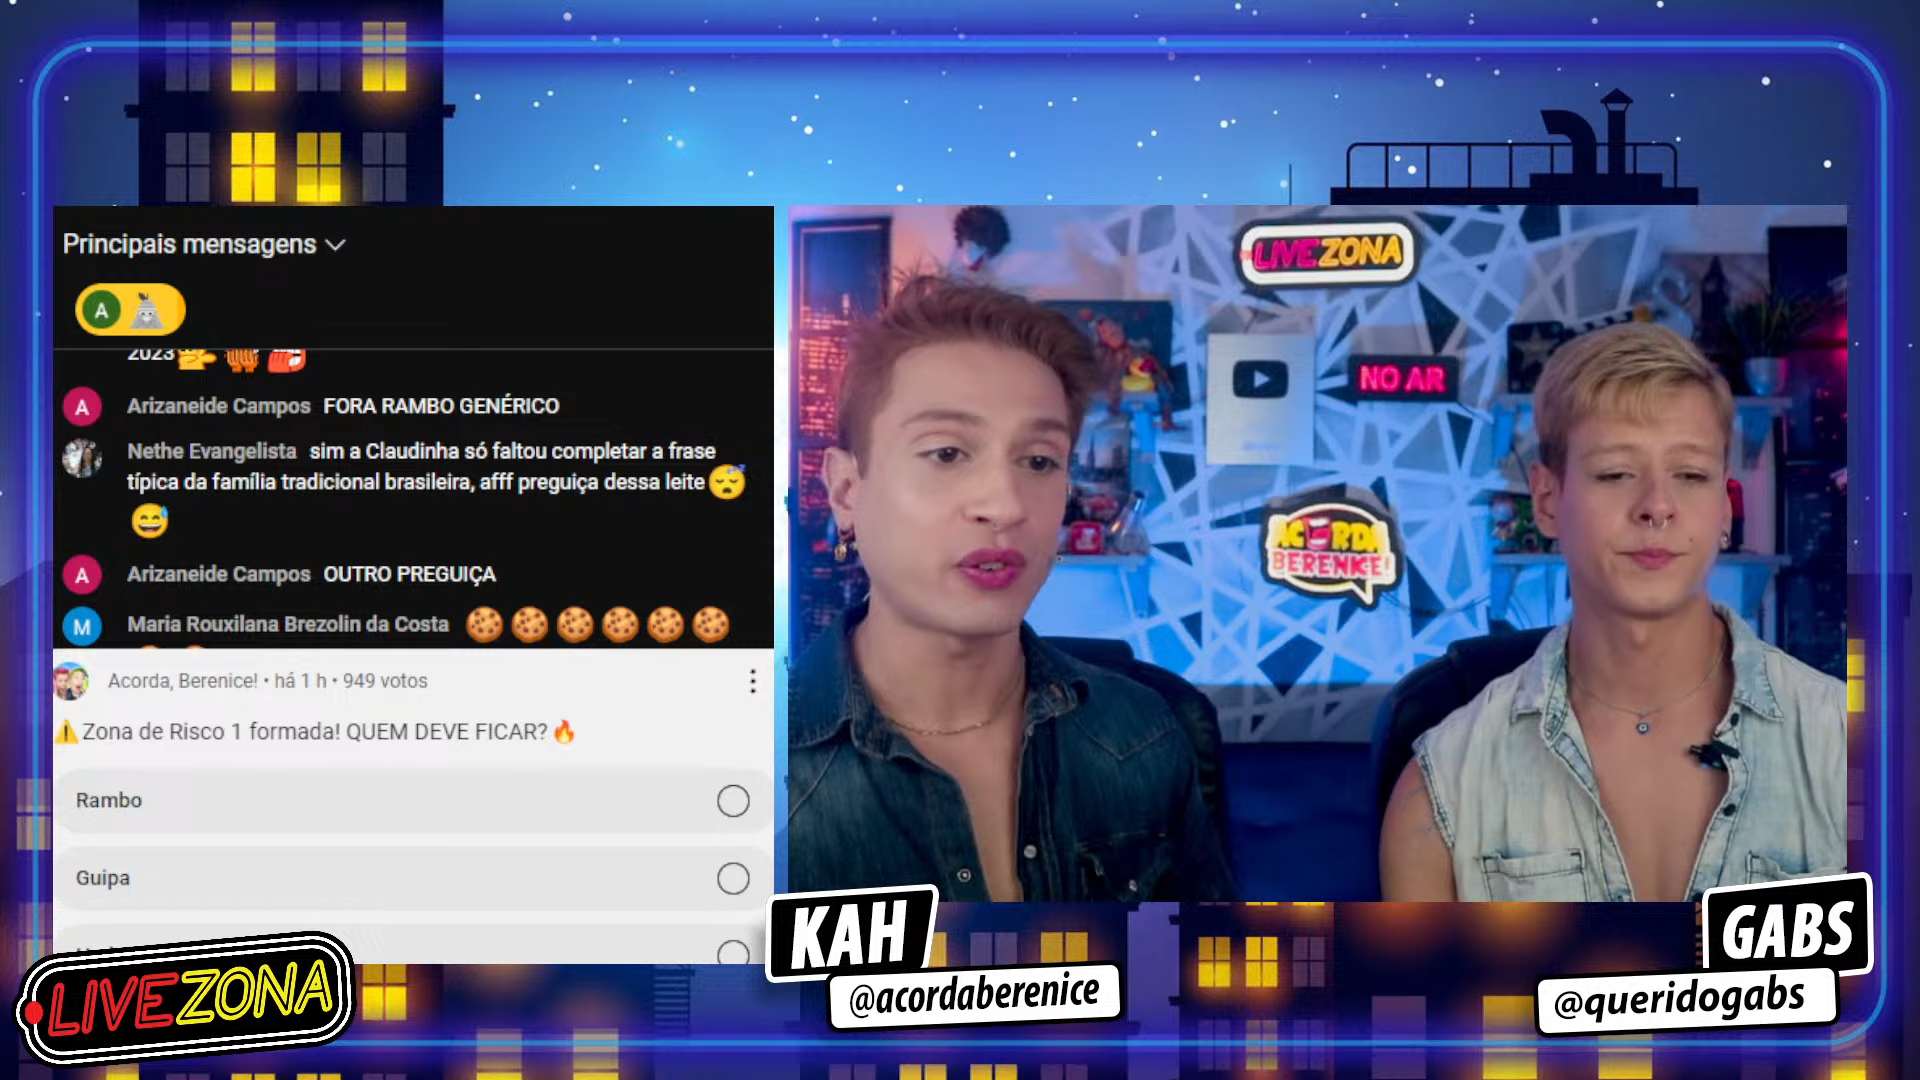 Principais mensagens
A
2023
A Arizaneide Campos FORA RAMBO GENÉRICO
Nethe Evangelista sim a Claudinha só faltou completar a frase
típica da família tradicional brasileira, afff preguiça dessa leite
A Arizaneide Campos OUTRO PREGUIÇA
M Maria Rouxilana Brezolin da Costa
Acorda, Berenice! • há 1 h • 949 votos
Zona de Risco 1 formada! QUEM DEVE FICAR?
Rambo
Guipa
LIVEZONA
LIVEZONA
NO AR
ACORDA
BERENICE!
KAH
@acordaberenice
GABS
@queridogabs